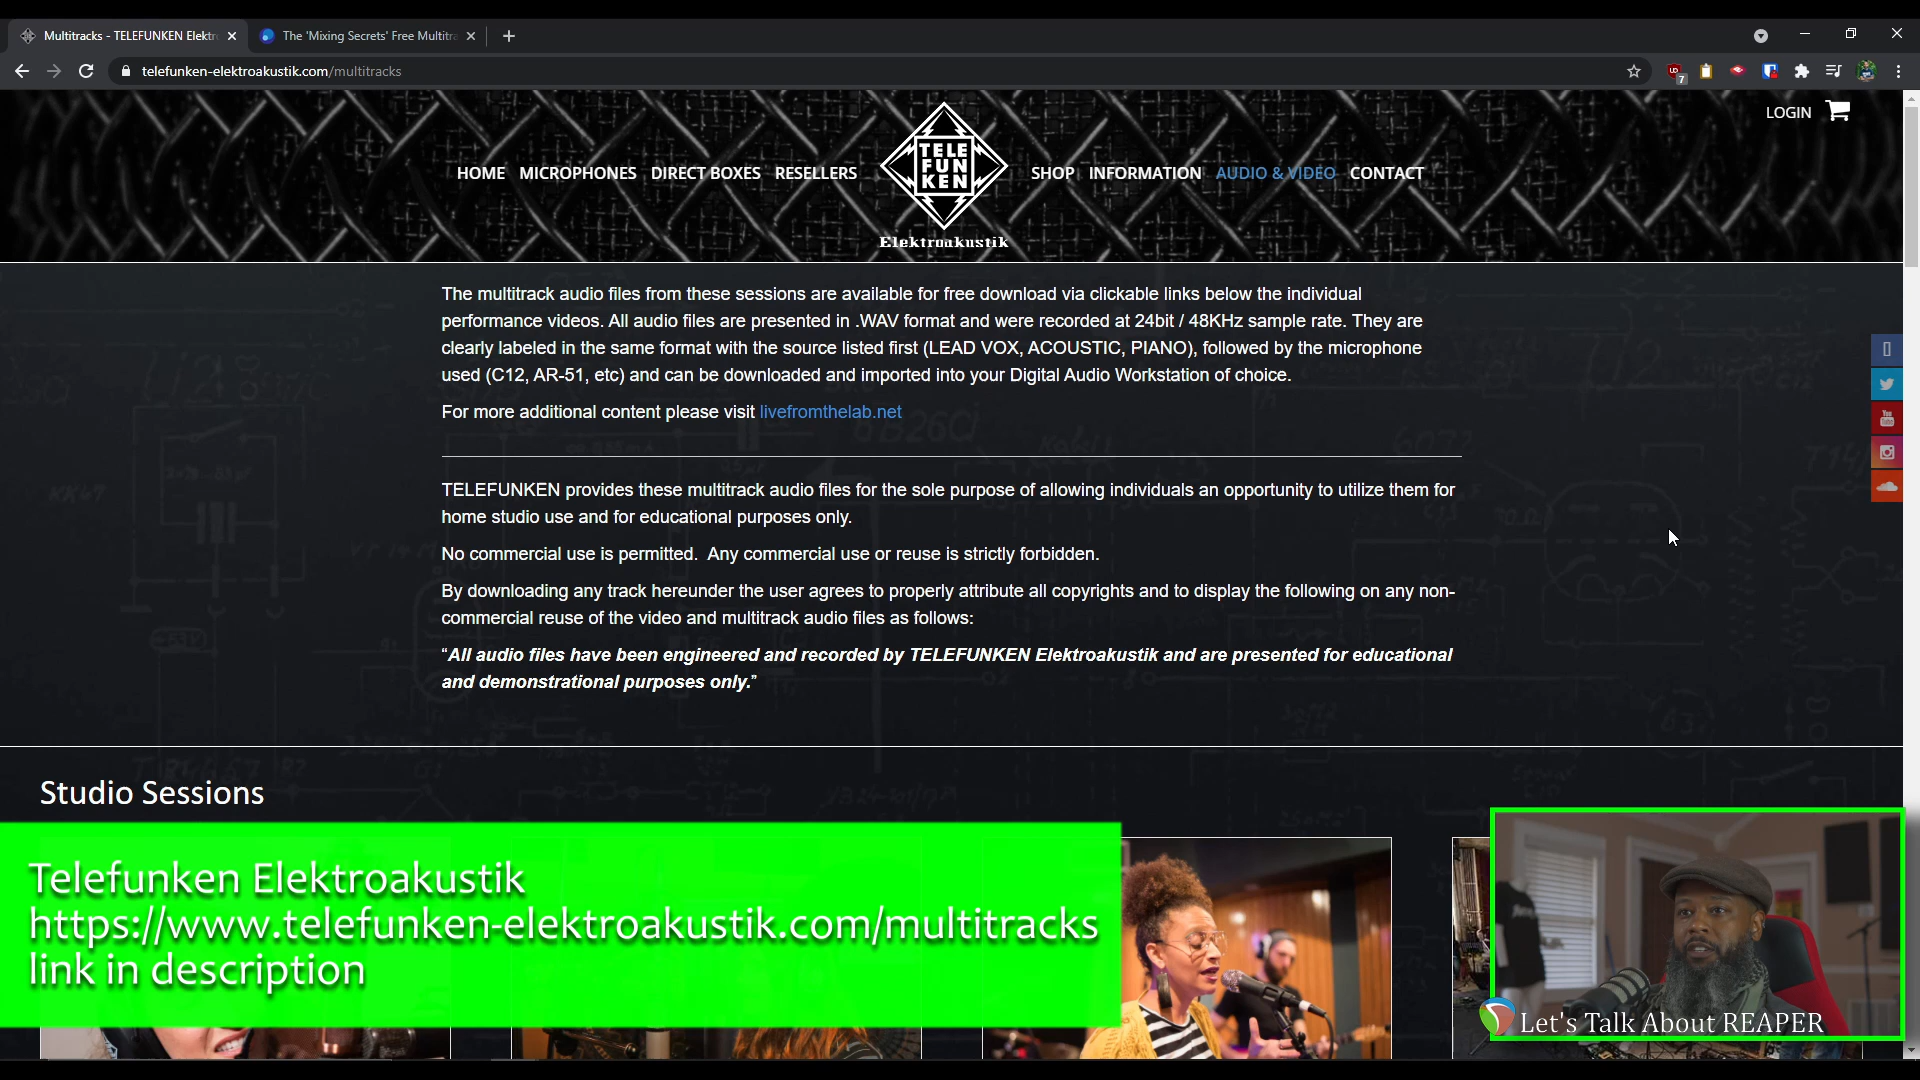 Multitracks - TELEFUNKEN Elektr
The 'Mixing Secrets' Free Multitra
telefunken-elektroakustik.com/multitracks
7
LOGIN
HOME MICROPHONES DIRECT BOXES RESELLERS
TELE
FUN
KEN
Elektroakustik
SHOP INFORMATION AUDIO & VIDEO CONTACT
The multitrack audio files from these sessions are available for free download via clickable links below the individual
performance videos. All audio files are presented in .WAV format and were recorded at 24bit / 48KHz sample rate. They are
clearly labeled in the same format with the source listed first (LEAD VOX, ACOUSTIC, PIANO), followed by the microphone
used (C12, AR-51, etc) and can be downloaded and imported into your Digital Audio Workstation of choice.
For more additional content please visit livefromthelab.net
TELEFUNKEN provides these multitrack audio files for the sole purpose of allowing individuals an opportunity to utilize them for
home studio use and for educational purposes only.
No commercial use is permitted. Any commercial use or reuse is strictly forbidden.
By downloading any track hereunder the user agrees to properly attribute all copyrights and to display the following on any non-
commercial reuse of the video and multitrack audio files as follows:
“All audio files have been engineered and recorded by TELEFUNKEN Elektroakustik and are presented for educational
and demonstrational purposes only.”
Studio Sessions
Telefunken Elektroakustik
https://www.telefunken-elektroakustik.com/multitracks
link in description
Let's Talk About REAPER